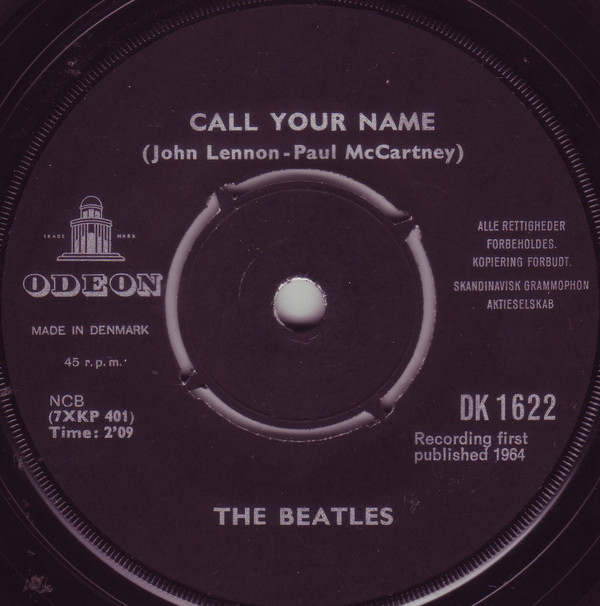 CALL YOUR NAME
(John Lennon-Paul McCartney)
TRADE MARK
ODEON
MADE IN DENMARK
45 r.p.m.
NCB
(7XKP 401)
Time: 2'09
ALLE RETTIGHEDER
FORBEHOLDES.
KOPIERING FORBUDT.
SKANDINAVISK GRAMMOPHON
AKTIESELSKAB
DK 1622
Recording first
published 1964
THE BEATLES